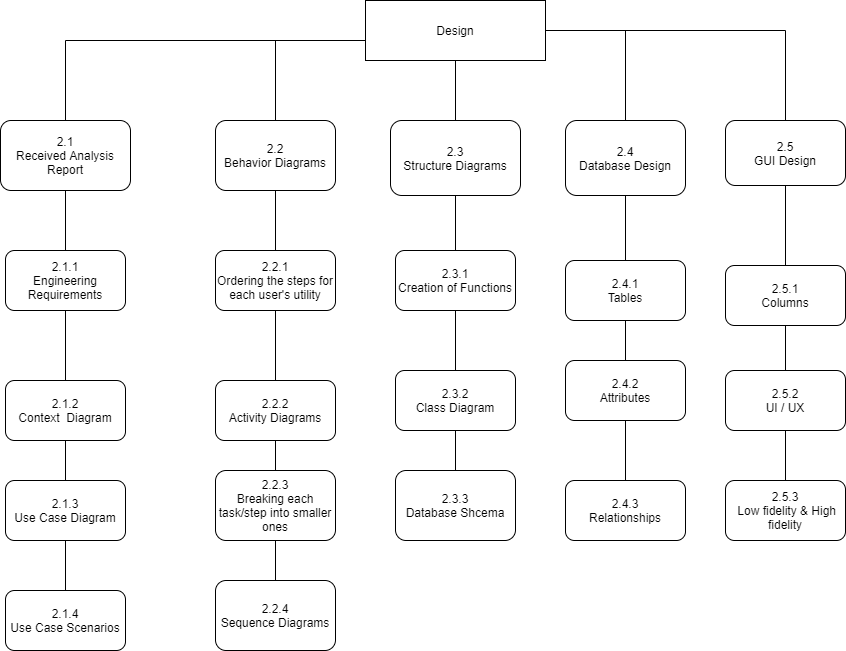 Design
2.1
Received Analysis
Report
2.2
Behavior Diagrams
2.3
Structure Diagrams
2.4
Database Design
2.5
GUI Design
2.1.1
Engineering
Requirements
2.2.1
Ordering the steps for
each user's utility
2.3.1
Creation of Functions
2.4.1
Tables
2.5.1
Columns
2.1.2
Context Diagram
2.2.2
Activity Diagrams
2.3.2
Class Diagram
2.4.2
Attributes
2.5.2
UI / UX
2.1.3
Use Case Diagram
2.2.3
Breaking each
task/step into smaller
ones
2.3.3
Database Shcema
2.4.3
Relationships
2.5.3
Low fidelity & High
fidelity
2.1.4
Use Case Scenarios
2.2.4
Sequence Diagrams